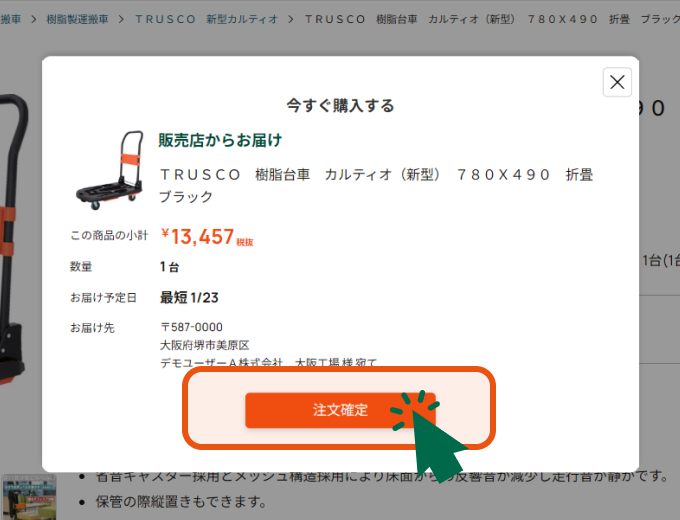 搬車 > 樹脂製運搬車 > ＴＲＵＳＣＯ　新型カルティオ > ＴＲＵＳＣＯ　樹脂台車　カルティオ（新型）　７８０Ｘ４９０　折畳　ブラック
９０
今すぐ購入する
販売店からお届け
ＴＲＵＳＣＯ　樹脂台車　カルティオ（新型）　７８０Ｘ４９０　折畳
ブラック
この商品の小計 ¥13,457 税抜
数量 1 台
1台(1台
お届け予定日 最短 1/23
お届け先 〒587-0000
大阪府堺市美原区
デモユーザーＡ株式会社　大阪工場 様 宛て
注文確定
• 省音キャスター採用とメッシュ構造採用により床面からの反響音が減少し走行音が静かです。
• 保管の際縦置きもできます。